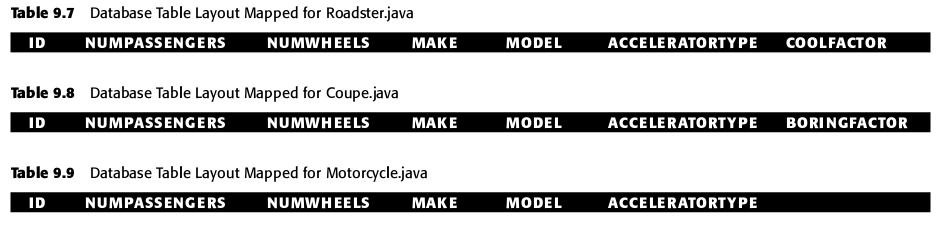 Table 9.7 Database Table Layout Mapped for Roadster.java
ID NUMPASSENGERS NUMWHEELS MAKE MODEL ACCELERATORTYPE COOLFACTOR
Table 9.8 Database Table Layout Mapped for Coupe.java
ID NUMPASSENGERS NUMWHEELS MAKE MODEL ACCELERATORTYPE BORINGFACTOR
Table 9.9 Database Table Layout Mapped for Motorcycle.java
ID NUMPASSENGERS NUMWHEELS MAKE MODEL ACCELERATORTYPE